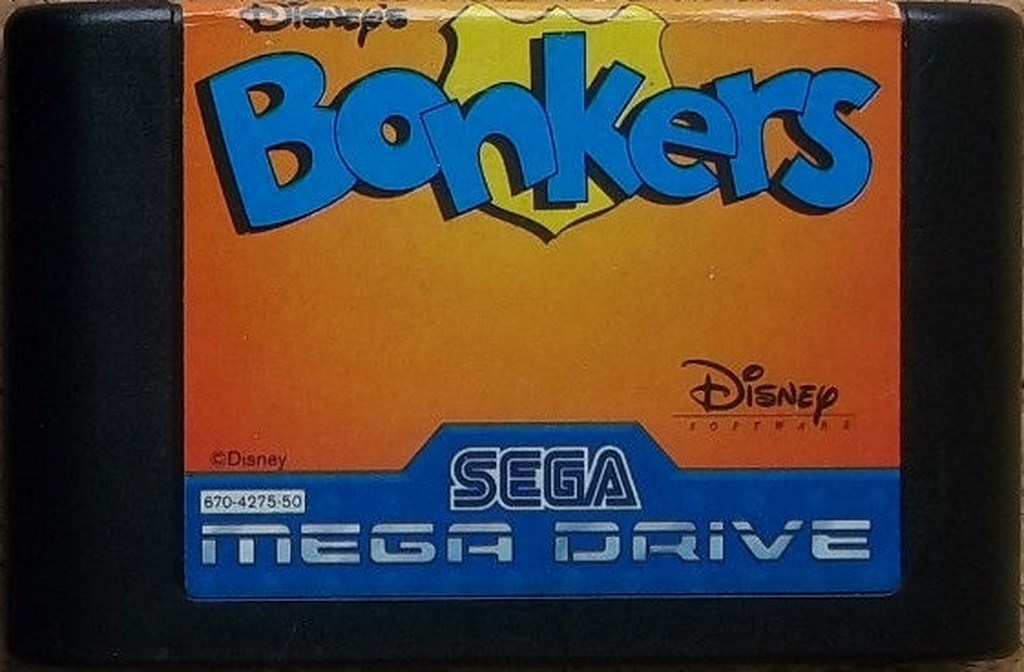 Disney's
Bonkers
Disney
SOFTWARE
©Disney
SEGA
670-4275-50
MEGA DRIVE